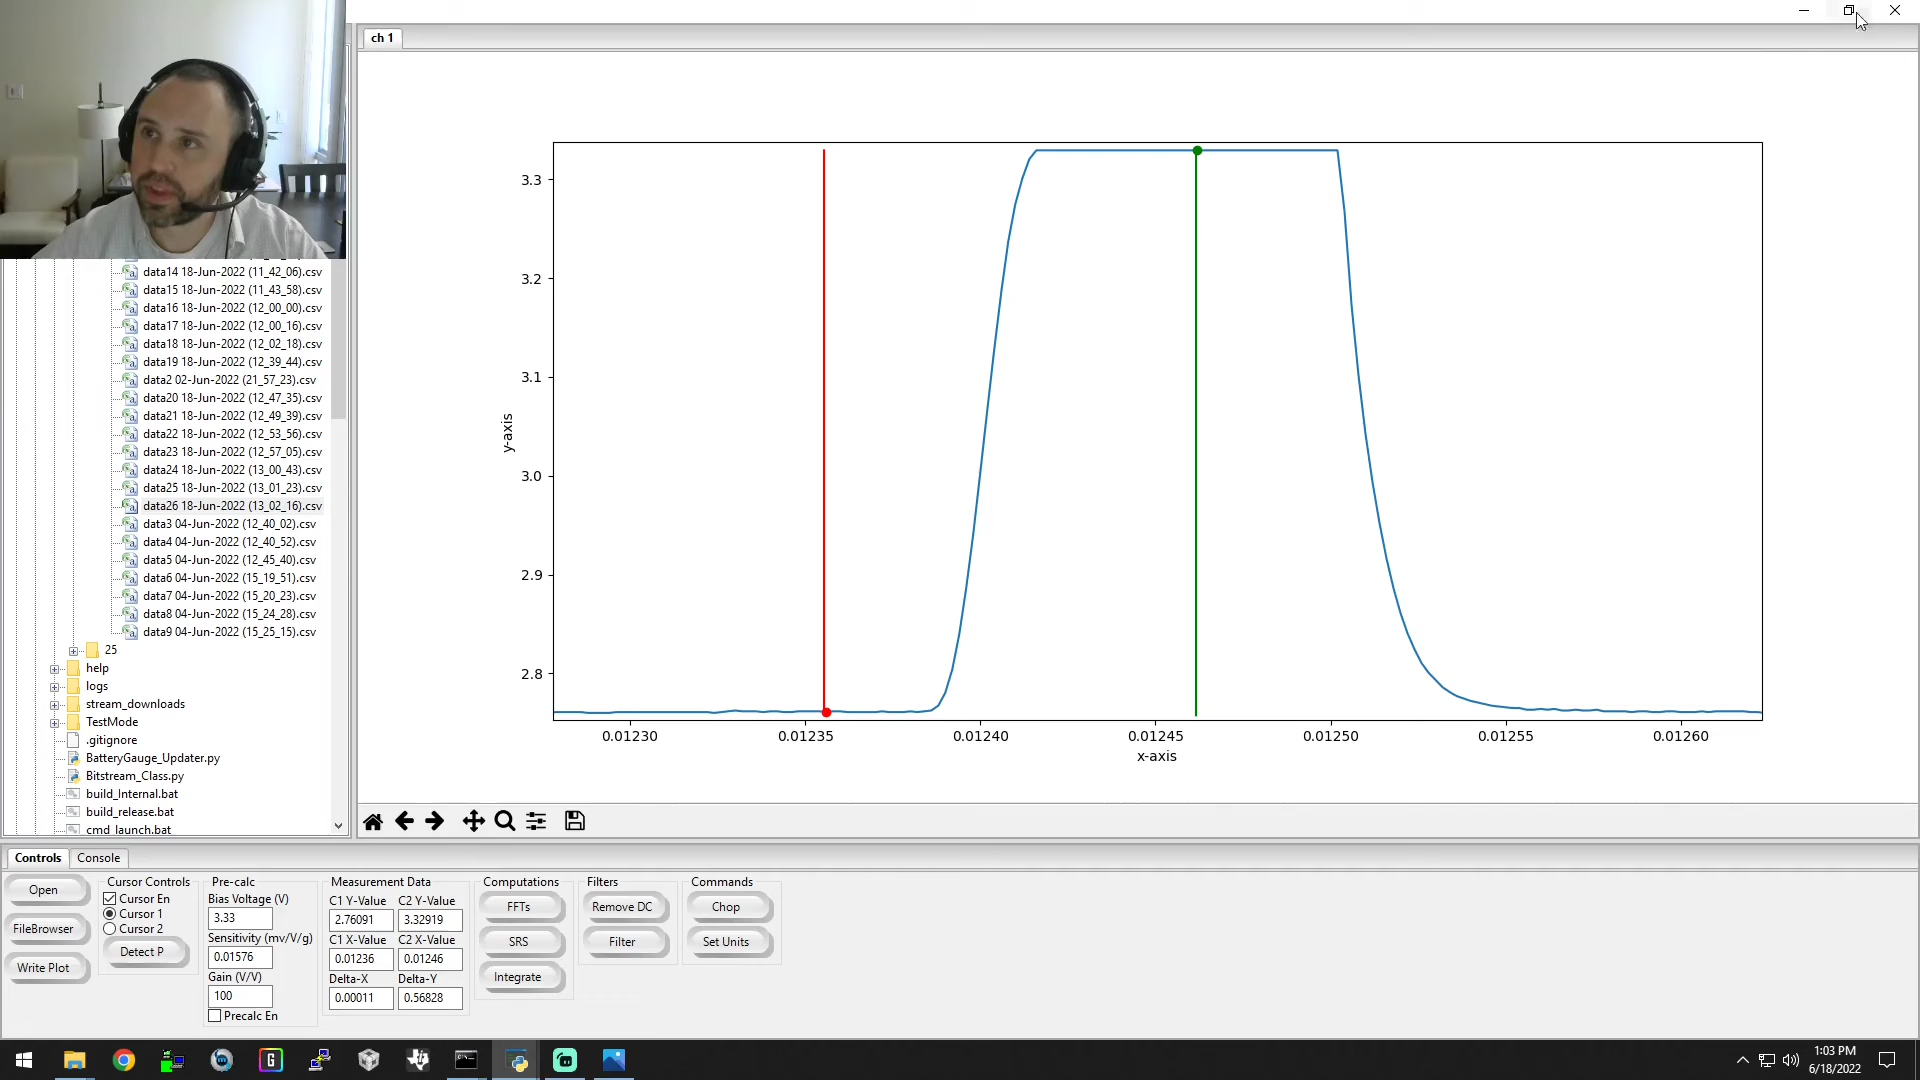 ch 1
data14 18-Jun-2022 (11_42_06).csv
data15 18-Jun-2022 (11_43_58).csv
data16 18-Jun-2022 (12_00_00).csv
data17 18-Jun-2022 (12_00_16).csv
data18 18-Jun-2022 (12_02_18).csv
data19 18-Jun-2022 (12_39_44).csv
data2 02-Jun-2022 (21_57_23).csv
data20 18-Jun-2022 (12_47_35).csv
data21 18-Jun-2022 (12_49_39).csv
data22 18-Jun-2022 (12_53_56).csv
data23 18-Jun-2022 (12_57_05).csv
data24 18-Jun-2022 (13_00_43).csv
data25 18-Jun-2022 (13_01_23).csv
data26 18-Jun-2022 (13_02_16).csv
data3 04-Jun-2022 (12_40_02).csv
data4 04-Jun-2022 (12_40_52).csv
data5 04-Jun-2022 (12_45_40).csv
data6 04-Jun-2022 (15_19_51).csv
data7 04-Jun-2022 (15_20_23).csv
data8 04-Jun-2022 (15_24_28).csv
data9 04-Jun-2022 (15_25_15).csv
25
help
logs
stream_downloads
TestMode
.gitignore
BatteryGauge_Updater.py
Bitstream_Class.py
build_Internal.bat
build_release.bat
cmd_launch.bat
3.3
3.2
3.1
3.0
2.9
2.8
y-axis
0.01230 0.01235 0.01240 0.01245 0.01250 0.01255 0.01260
x-axis
Controls Console
Open
FileBrowser
Write Plot
Cursor Controls
Cursor En
Cursor 1
Cursor 2
Detect P
Pre-calc
Bias Voltage (V)
3.33
Sensitivity (mv/V/g)
0.01576
Gain (V/V)
100
Precalc En
Measurement Data
C1 Y-Value C2 Y-Value
2.76091 3.32919
C1 X-Value C2 X-Value
0.01236 0.01246
Delta-X Delta-Y
0.00011 0.56828
Computations
FFTs
SRS
Integrate
Filters
Remove DC
Filter
Commands
Chop
Set Units
1:03 PM
6/18/2022